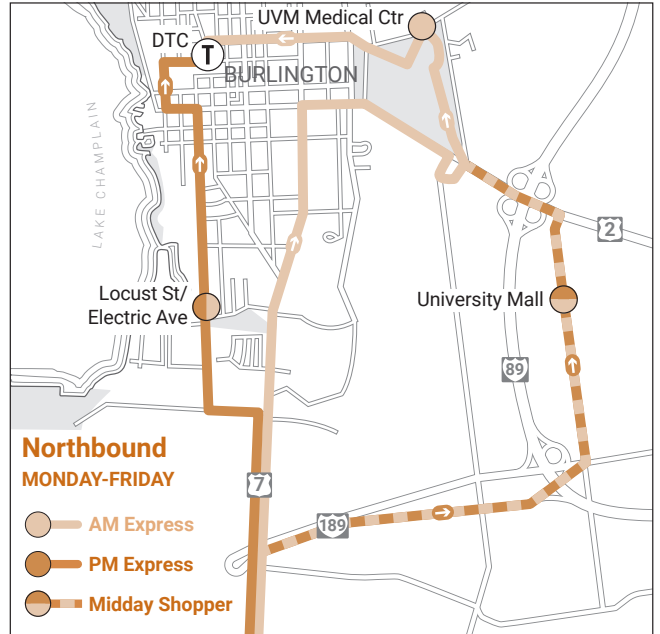 UVM Medical Ctr
DTC
T
BURLINGTON
LAKE CHAMPLAIN
2
Locust St/
Electric Ave
University Mall
89
Northbound
MONDAY-FRIDAY
7
189
AM Express
PM Express
Midday Shopper